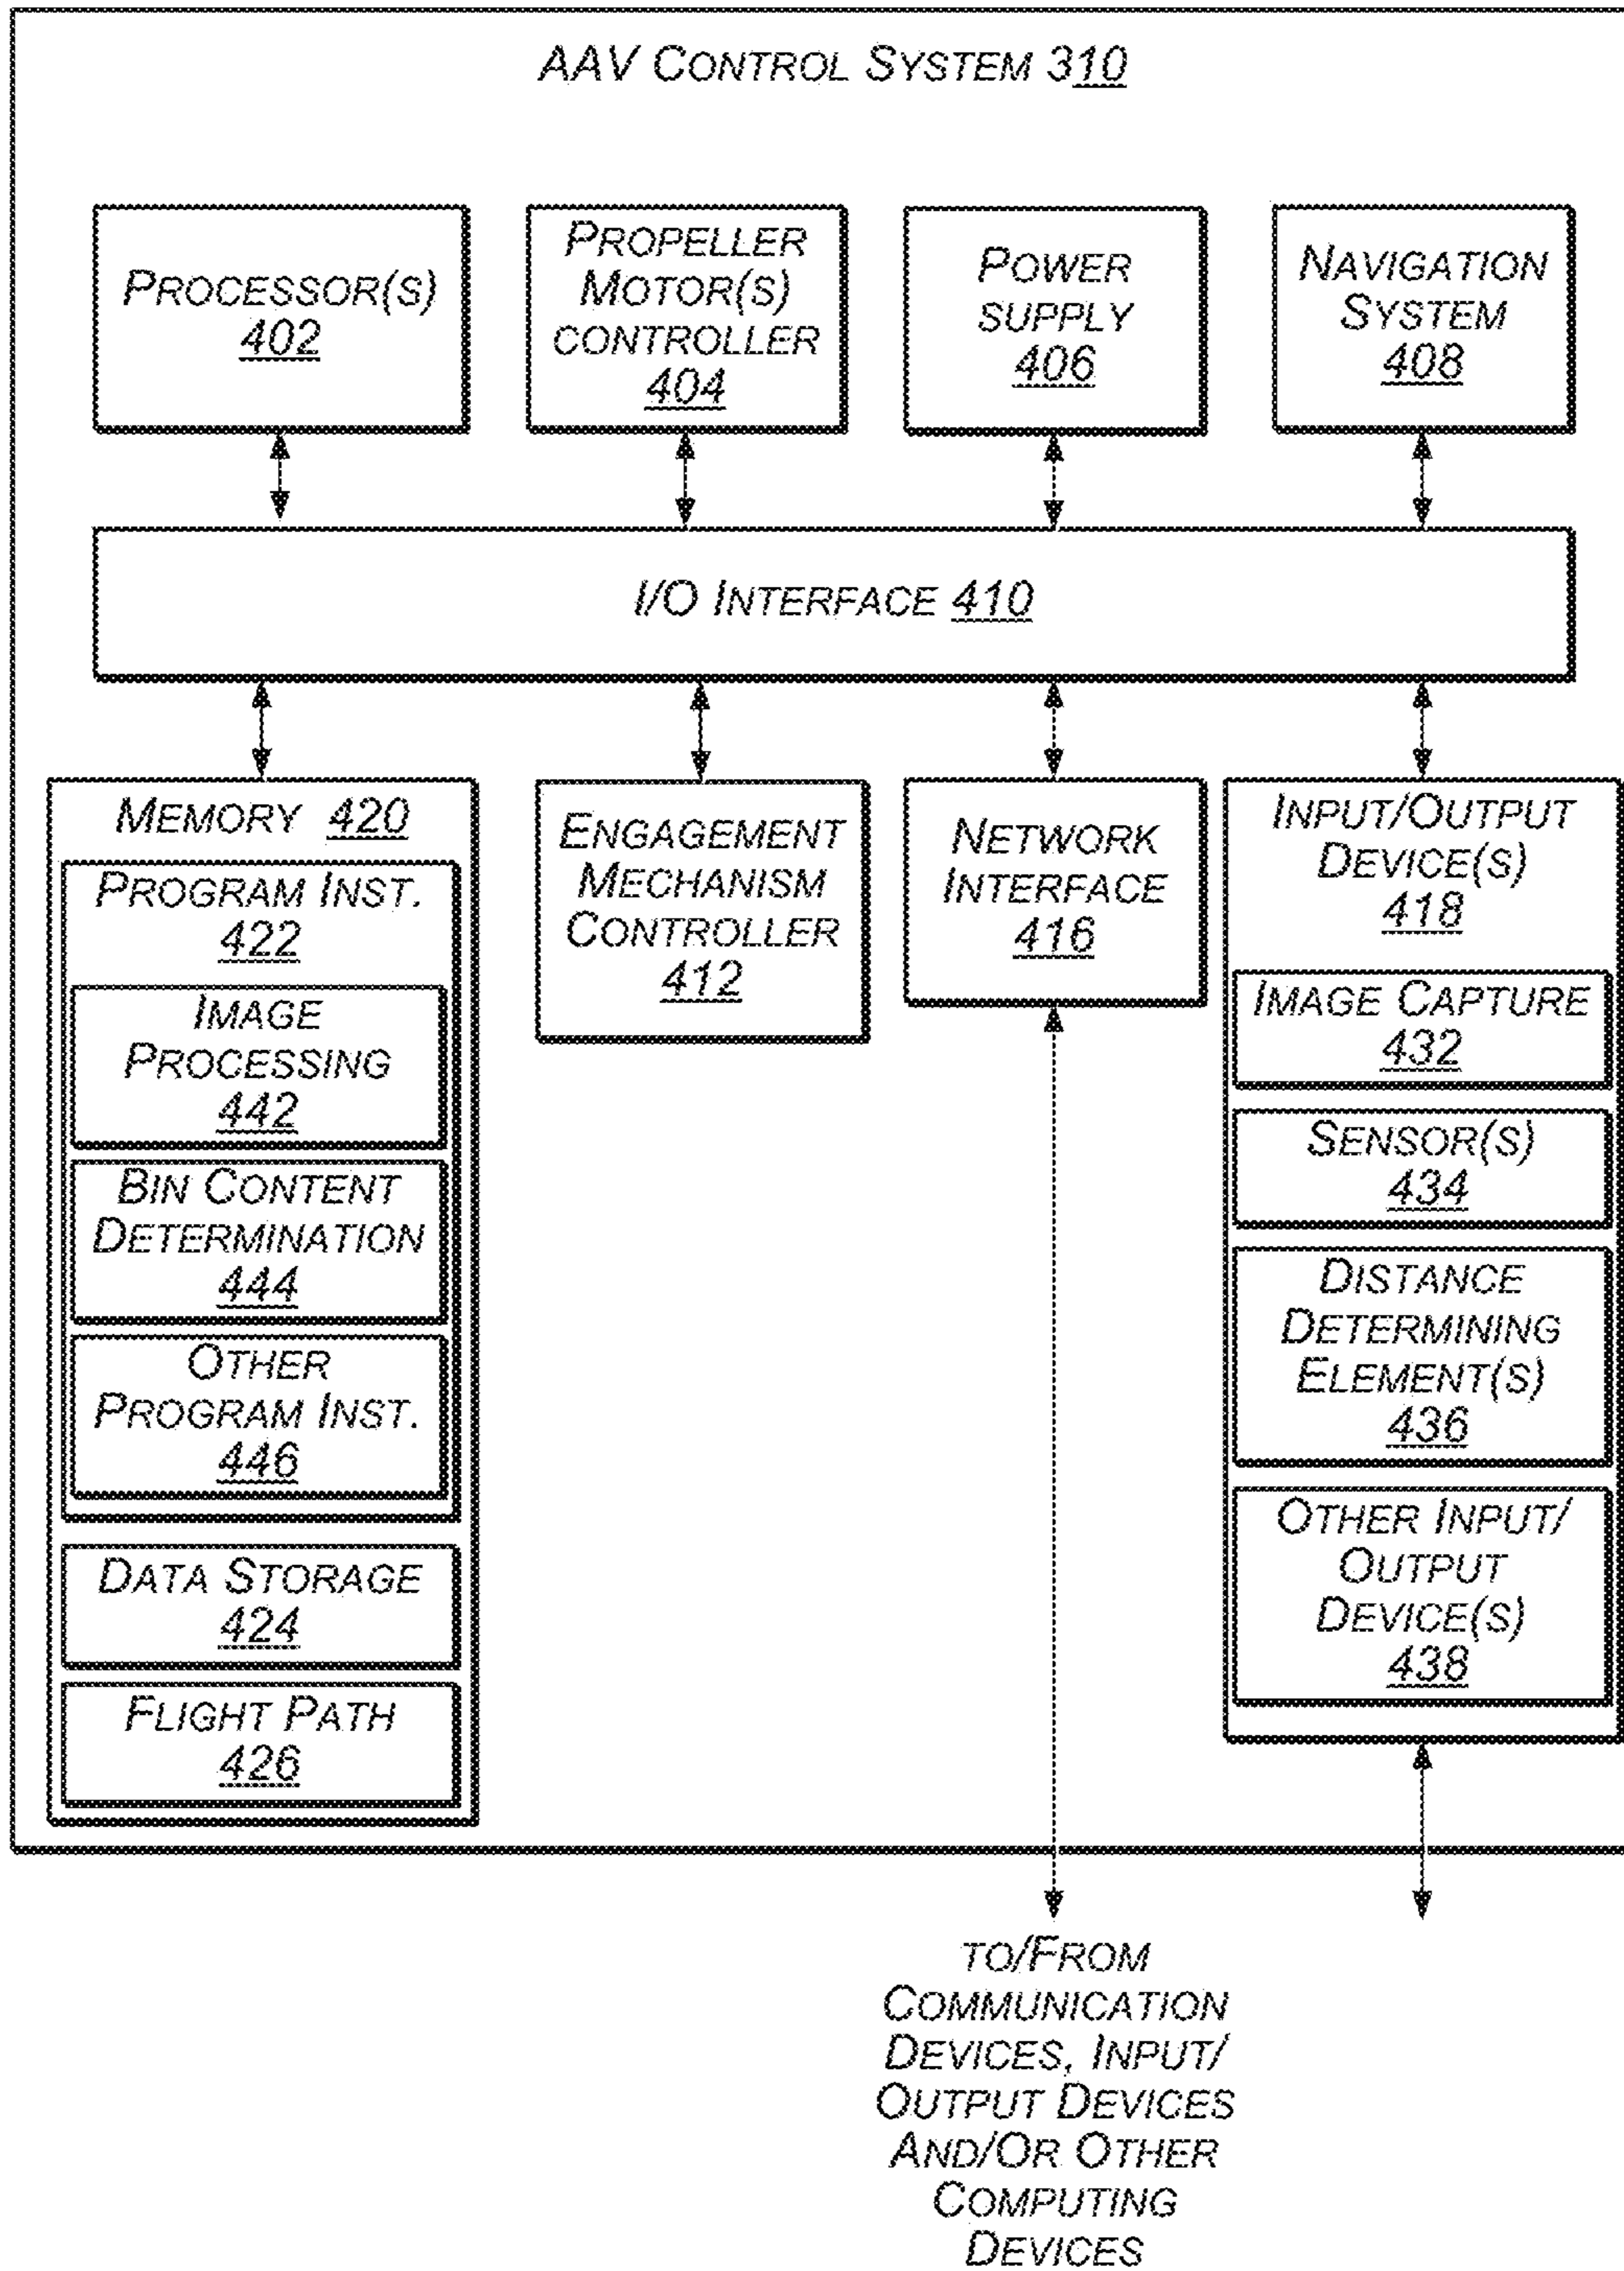 AAV CONTROL SYSTEM 310
PROCESSOR(S)
402
PROPELLER
MOTOR(S)
CONTROLLER
404
POWER
SUPPLY
406
NAVIGATION
SYSTEM
408
I/O INTERFACE 410
MEMORY 420
PROGRAM INST.
422
IMAGE
PROCESSING
442
BIN CONTENT
DETERMINATION
444
OTHER
PROGRAM INST.
446
DATA STORAGE
424
FLIGHT PATH
426
ENGAGEMENT
MECHANISM
CONTROLLER
412
NETWORK
INTERFACE
416
INPUT/OUTPUT
DEVICE(S)
418
IMAGE CAPTURE
432
SENSOR(S)
434
DISTANCE
DETERMINING
ELEMENT(S)
436
OTHER INPUT/
OUTPUT
DEVICE(S)
438
TO/FROM
COMMUNICATION
DEVICES, INPUT/
OUTPUT DEVICES
AND/OR OTHER
COMPUTING
DEVICES